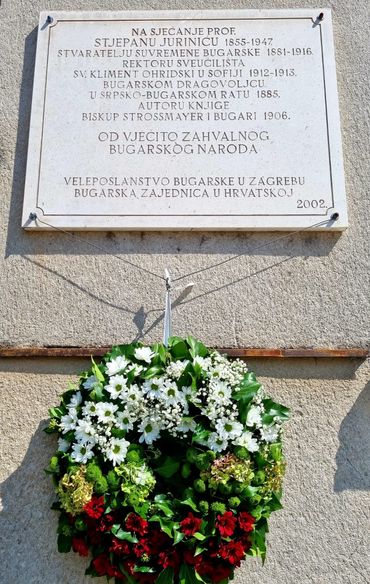 NA SJEĆANJE PROF.
STJEPANU JURINIĆU 1855-1947.
STVARATELJU SUVREMENE BUGARSKE 1881-1916.
REKTORU SVEUČILIŠTA
SV. KLIMENT OHRIDSKI U SOFIJI 1912-1913.
BUGARSKOM DRAGOVOLJCU
U SRPSKO-BUGARSKOM RATU 1885.
AUTORU KNJIGE
BISKUP STROSSMAYER I BUGARI 1906.
OD VJEČITO ZAHVALNOG
BUGARSKOG NARODA
VELEPOSLANSTVO BUGARSKE U ZAGREBU
BUGARSKA ZAJEDNICA U HRVATSKOJ
2002.